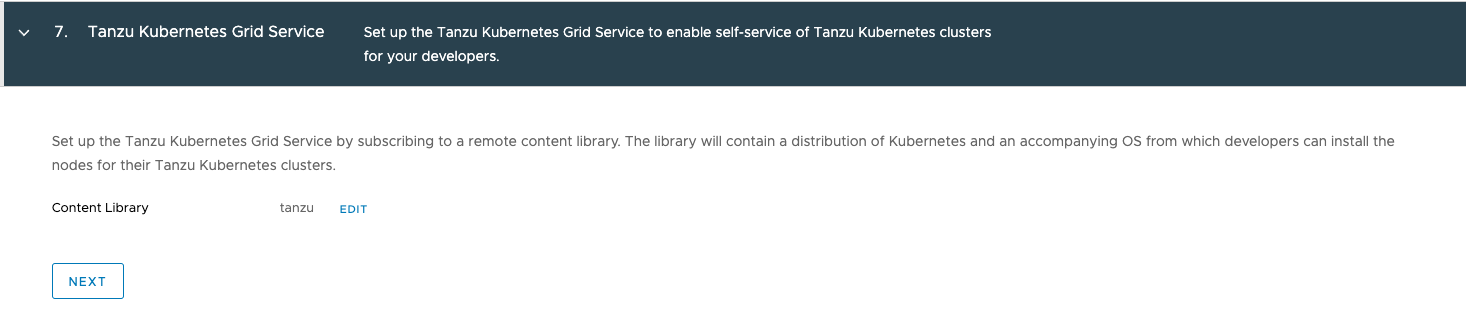 7. Tanzu Kubernetes Grid Service
Set up the Tanzu Kubernetes Grid Service to enable self-service of Tanzu Kubernetes clusters
for your developers.
Set up the Tanzu Kubernetes Grid Service by subscribing to a remote content library. The library will contain a distribution of Kubernetes and an accompanying OS from which developers can install the
nodes for their Tanzu Kubernetes clusters.
Content Library tanzu EDIT
NEXT